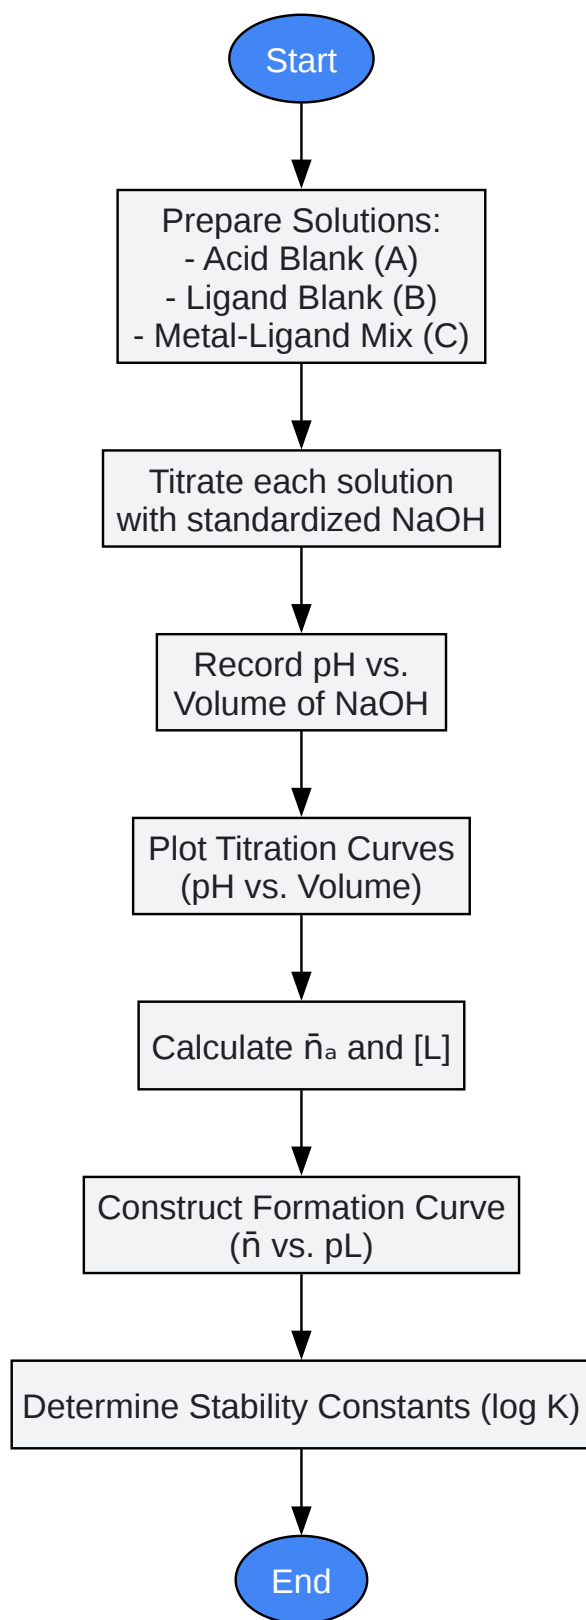 Start
Prepare Solutions:
- Acid Blank (A)
- Ligand Blank (B)
- Metal-Ligand Mix (C)
Titrate each solution
with standardized NaOH
Record pH vs.
Volume of NaOH
Plot Titration Curves
(pH vs. Volume)
Calculate n̄ₐ and [L]
Construct Formation Curve
(n̄ vs. pL)
Determine Stability Constants (log K)
End